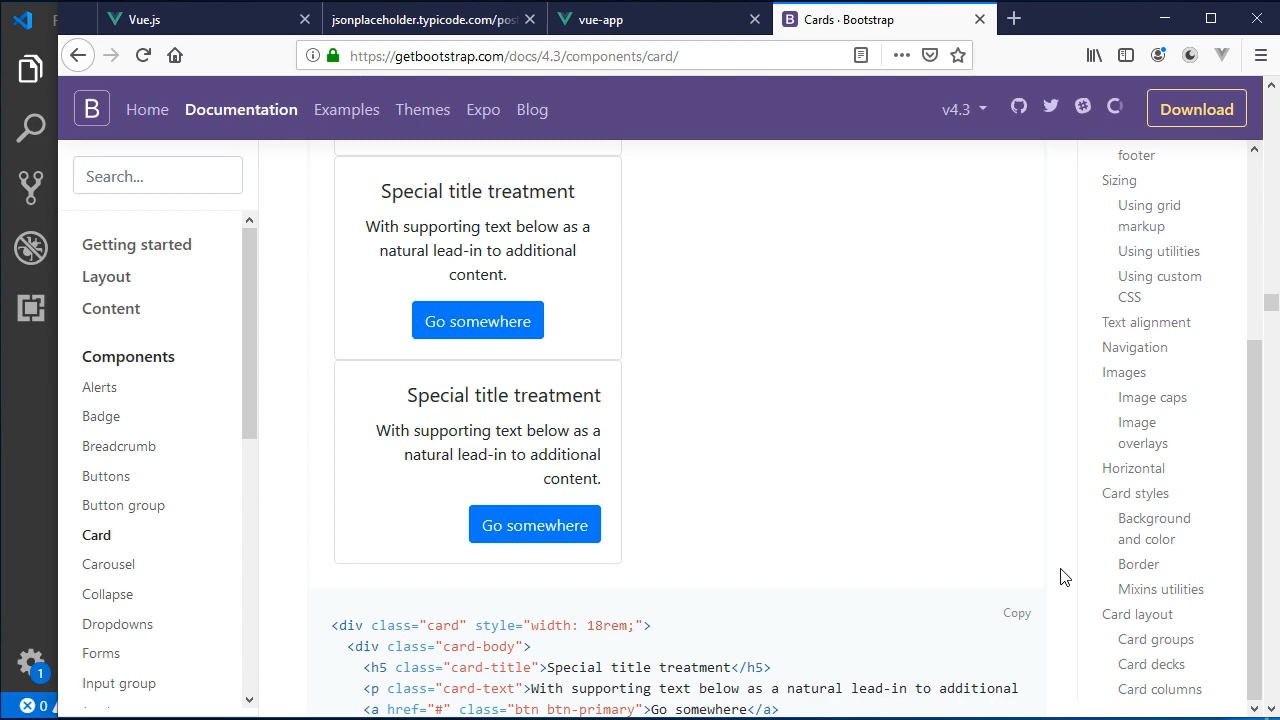 Vue.js
jsonplaceholder.typicode.com/pos
vue-app
Cards · Bootstrap
https://getbootstrap.com/docs/4.3/components/card/
B
Home
Documentation
Examples
Themes
Expo
Blog
v4.3
Download
Search...
Getting started
Layout
Content
Components
Alerts
Badge
Breadcrumb
Buttons
Button group
Card
Carousel
Collapse
Dropdowns
Forms
Input group
Special title treatment
With supporting text below as a
natural lead-in to additional
content.
Go somewhere
Special title treatment
With supporting text below as a
natural lead-in to additional
content.
Go somewhere
Copy
<div class="card" style="width: 18rem;">
<div class="card-body">
<h5 class="card-title">Special title treatment</h5>
<p class="card-text">With supporting text below as a natural lead-in to additional
<a href="#" class="btn btn-primary">Go somewhere</a>
footer
Sizing
Using grid
markup
Using utilities
Using custom
CSS
Text alignment
Navigation
Images
Image caps
Image
overlays
Horizontal
Card styles
Background
and color
Border
Mixins utilities
Card layout
Card groups
Card decks
Card columns
1
0